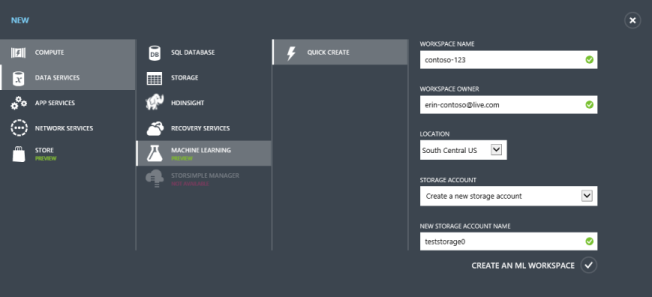 NEW
COMPUTE
DATA SERVICES
APP SERVICES
NETWORK SERVICES
STORE
PREVIEW
DB
SQL DATABASE
STORAGE
HDINSIGHT
RECOVERY SERVICES
MACHINE LEARNING
PREVIEW
STORSIMPLE MANAGER
QUICK CREATE
WORKSPACE NAME
contoso-123
WORKSPACE OWNER
erin-contoso@live.com
LOCATION
South Central US
STORAGE ACCOUNT
Create a new storage account
NEW STORAGE ACCOUNT NAME
teststorage0
CREATE AN ML WORKSPACE